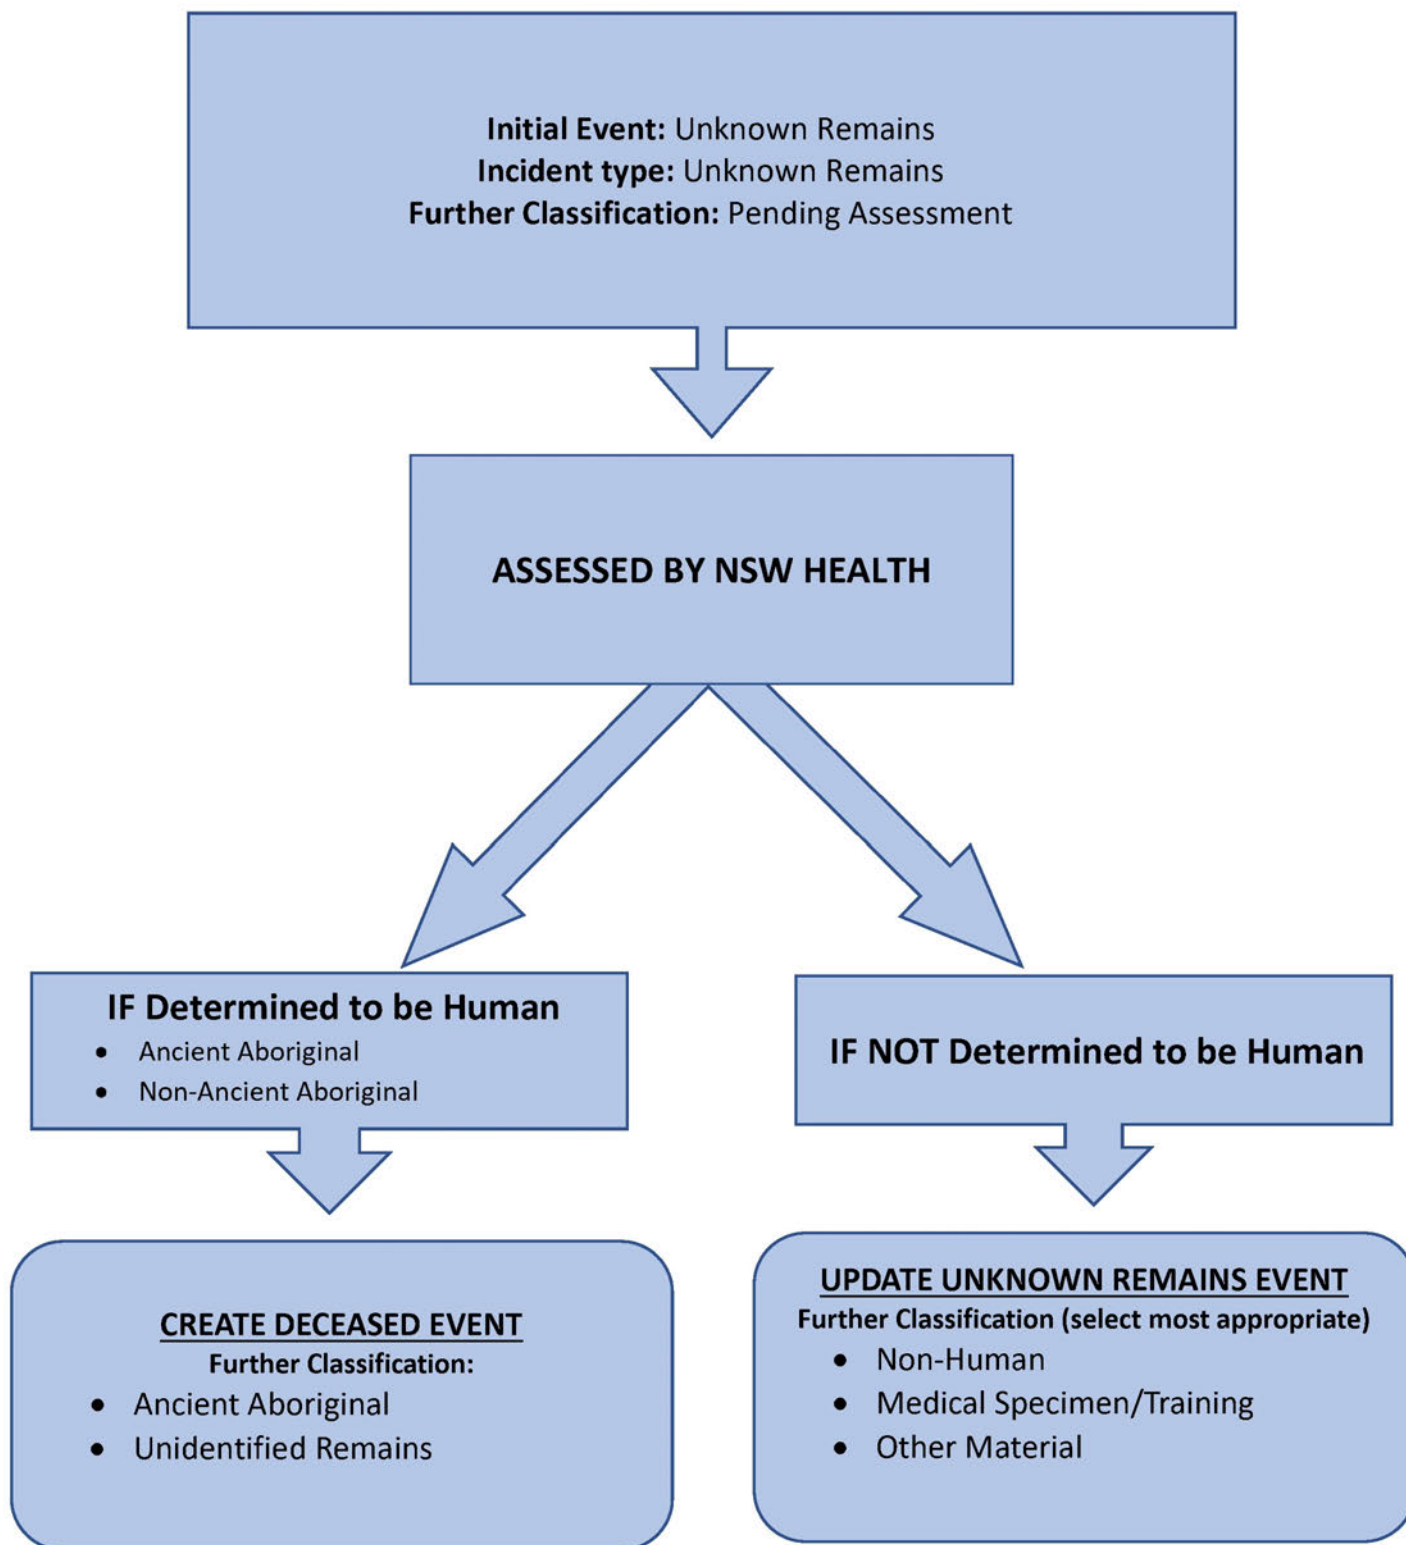 Initial Event: Unknown Remains
Incident type: Unknown Remains
Further Classification: Pending Assessment
ASSESSED BY NSW HEALTH
IF Determined to be Human
• Ancient Aboriginal
• Non-Ancient Aboriginal
IF NOT Determined to be Human
CREATE DECEASED EVENT
Further Classification:
• Ancient Aboriginal
• Unidentified Remains
UPDATE UNKNOWN REMAINS EVENT
Further Classification (select most appropriate)
• Non-Human
• Medical Specimen/Training
• Other Material